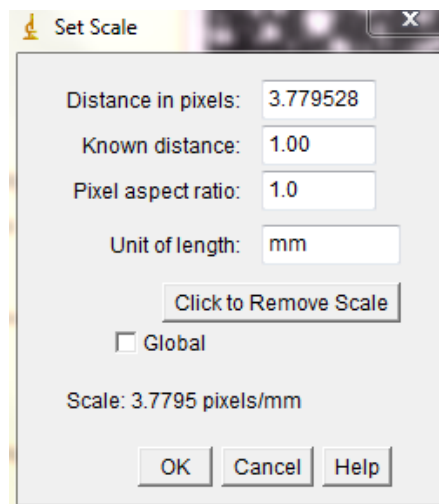 Set Scale
X
Distance in pixels: 3.779528
Known distance: 1.00
Pixel aspect ratio: 1.0
Unit of length: mm
Click to Remove Scale
Global
Scale: 3.7795 pixels/mm
OK Cancel Help